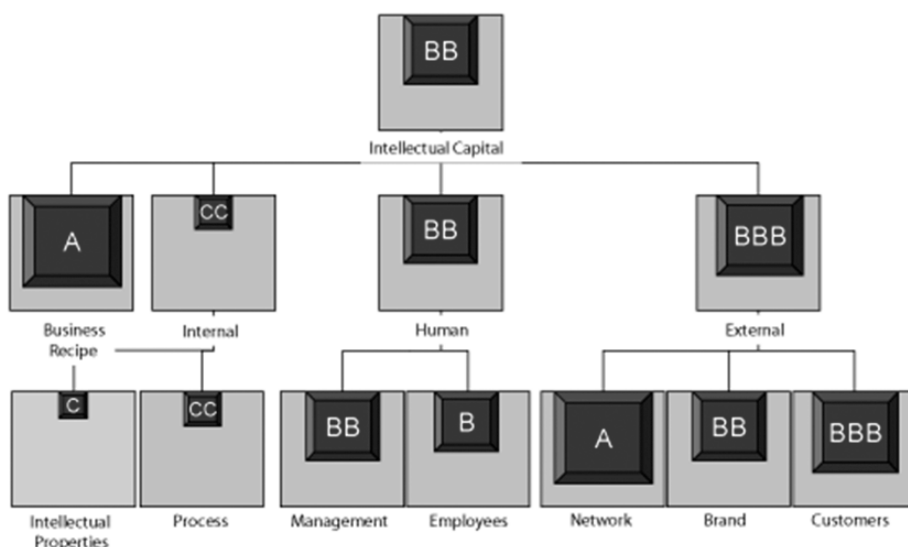 BB
Intellectual Capital
A
CC
BB
BBB
Business
Recipe
Internal
Human
External
C
CC
BB
B
A
BB
BBB
Intellectual
Properties
Process
Management
Employees
Network
Brand
Customers